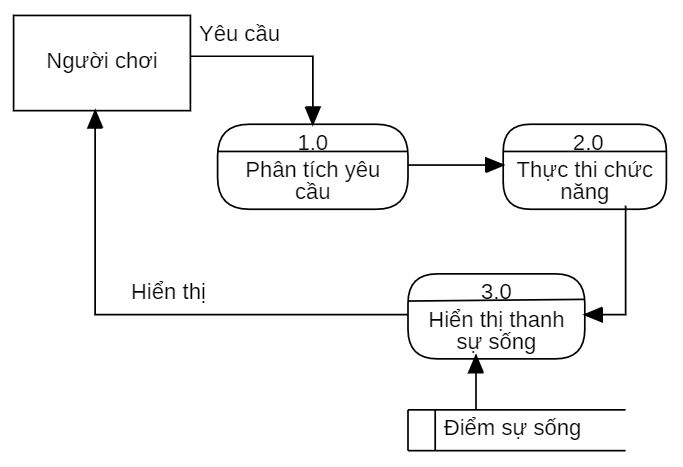 Yêu cầu
Người chơi
1.0
Phân tích yêu
cầu
2.0
Thực thi chức
năng
Hiển thị
3.0
Hiển thị thanh
sự sống
Điểm sự sống